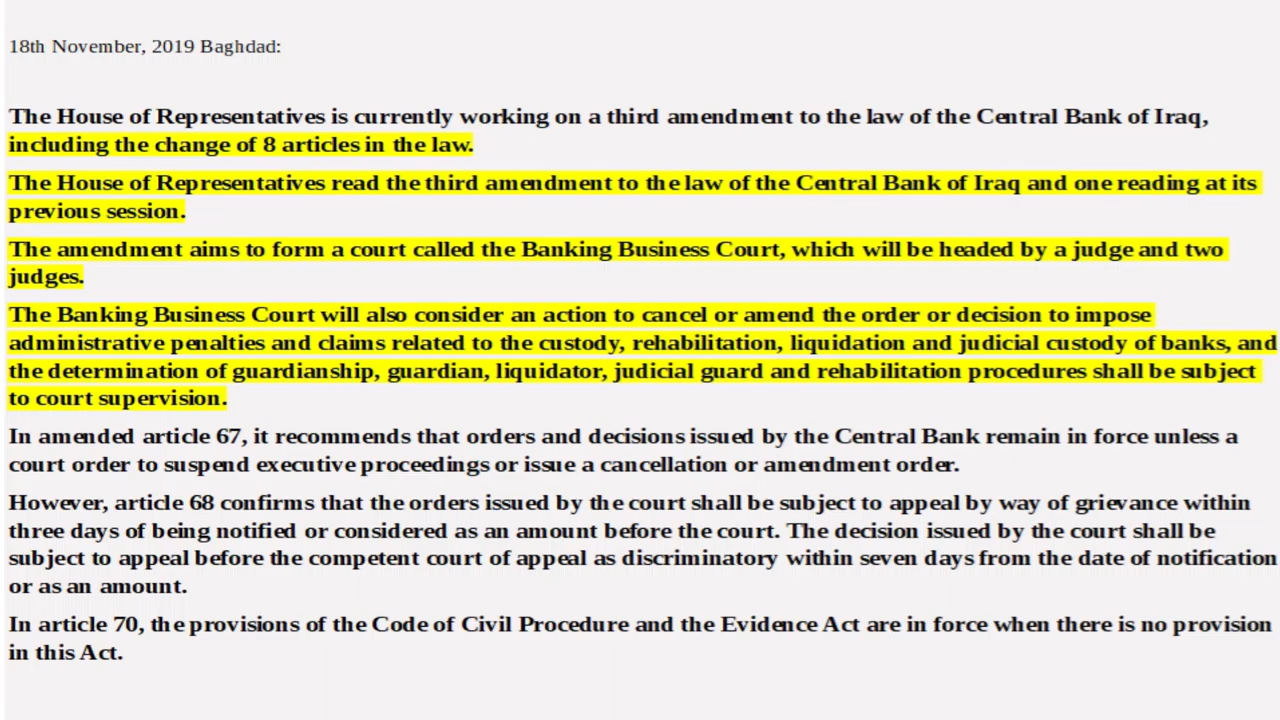 18th November, 2019 Baghdad:
The House of Representatives is currently working on a third amendment to the law of the Central Bank of Iraq,
including the change of 8 articles in the law.
The House of Representatives read the third amendment to the law of the Central Bank of Iraq and one reading at its
previous session.
The amendment aims to form a court called the Banking Business Court, which will be headed by a judge and two
judges.
The Banking Business Court will also consider an action to cancel or amend the order or decision to impose
administrative penalties and claims related to the custody, rehabilitation, liquidation and judicial custody of banks, and
the determination of guardianship, guardian, liquidator, judicial guard and rehabilitation procedures shall be subject
to court supervision.
In amended article 67, it recommends that orders and decisions issued by the Central Bank remain in force unless a
court order to suspend executive proceedings or issue a cancellation or amendment order.
However, article 68 confirms that the orders issued by the court shall be subject to appeal by way of grievance within
three days of being notified or considered as an amount before the court. The decision issued by the court shall be
subject to appeal before the competent court of appeal as discriminatory within seven days from the date of notification
or as an amount.
In article 70, the provisions of the Code of Civil Procedure and the Evidence Act are in force when there is no provision
in this Act.